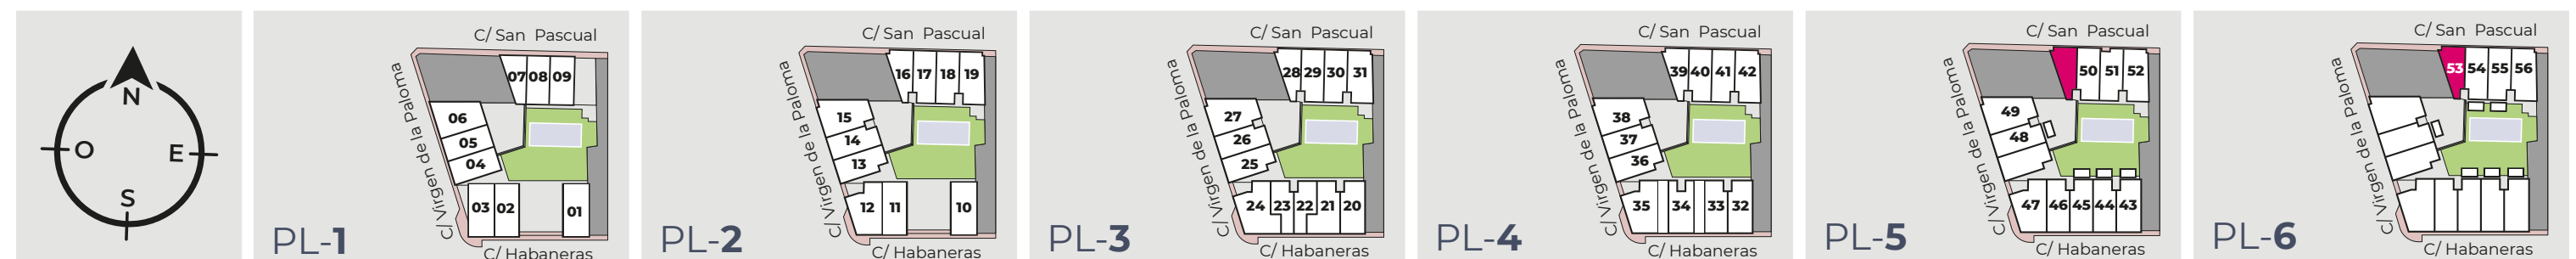 N
O
E
S
C/ San Pascual
C/ Virgen de la Paloma
07 08 09
06
05
04
03 02 01
PL-1
C/ Habaneras
C/ San Pascual
C/ Virgen de la Paloma
16 17 18 19
15
14
13
12 11 10
PL-2
C/ Habaneras
C/ San Pascual
C/ Virgen de la Paloma
28 29 30 31
27
26
25
24 23 22 21 20
PL-3
C/ Habaneras
C/ San Pascual
C/ Virgen de la Paloma
39 40 41 42
38
37
36
35 34 33 32
PL-4
C/ Habaneras
C/ San Pascual
C/ Virgen de la Paloma
50 51 52
49
48
47 46 45 44 43
PL-5
C/ Habaneras
C/ San Pascual
C/ Virgen de la Paloma
53 54 55 56
PL-6
C/ Habaneras